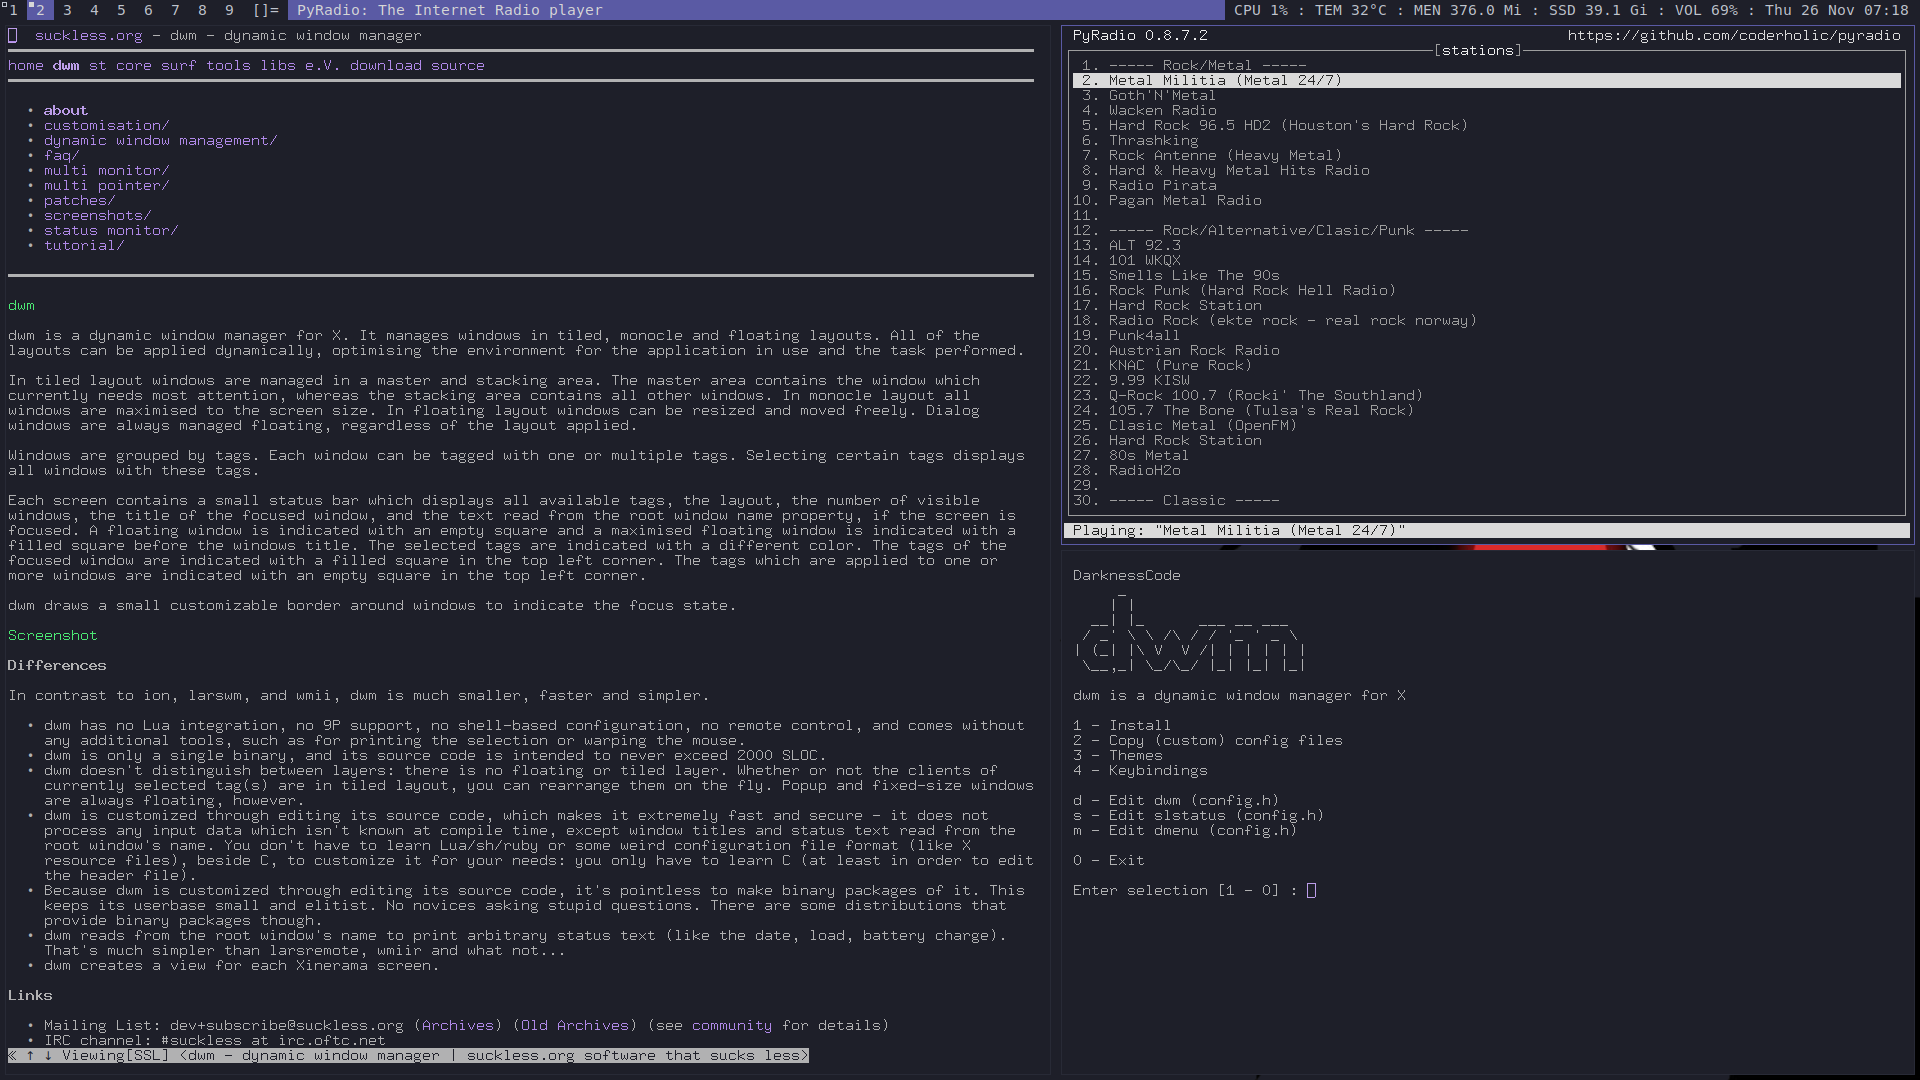 1 2 3 4 5 6 7 8 9 []= PyRadio: The Internet Radio player CPU 1% : TEM 32°C : MEN 376.0 Mi : SSD 39.1 Gi : VOL 69% : Thu 26 Nov 07:18
suckless.org - dwm - dynamic window manager
home dwm st core surf tools libs e.V. download source
• about
• customisation/
• dynamic window management/
• faq/
• multi monitor/
• multi pointer/
• patches/
• screenshots/
• status monitor/
• tutorial/
dwm
dwm is a dynamic window manager for X. It manages windows in tiled, monocle and floating layouts. All of the
layouts can be applied dynamically, optimising the environment for the application in use and the task performed.
In tiled layout windows are managed in a master and stacking area. The master area contains the window which
currently needs most attention, whereas the stacking area contains all other windows. In monocle layout all
windows are maximised to the screen size. In floating layout windows can be resized and moved freely. Dialog
windows are always managed floating, regardless of the layout applied.
Windows are grouped by tags. Each window can be tagged with one or multiple tags. Selecting certain tags displays
all windows with these tags.
Each screen contains a small status bar which displays all available tags, the layout, the number of visible
windows, the title of the focused window, and the text read from the root window name property, if the screen is
focused. A floating window is indicated with an empty square and a maximised floating window is indicated with a
filled square before the windows title. The selected tags are indicated with a different color. The tags of the
focused window are indicated with a filled square in the top left corner. The tags which are applied to one or
more windows are indicated with an empty square in the top left corner.
dwm draws a small customizable border around windows to indicate the focus state.
Screenshot
Differences
In contrast to ion, larswm, and wmii, dwm is much smaller, faster and simpler.
• dwm has no Lua integration, no 9P support, no shell-based configuration, no remote control, and comes without
any additional tools, such as for printing the selection or warping the mouse.
• dwm is only a single binary, and its source code is intended to never exceed 2000 SLOC.
• dwm doesn't distinguish between layers: there is no floating or tiled layer. Whether or not the clients of
currently selected tag(s) are in tiled layout, you can rearrange them on the fly. Popup and fixed-size windows
are always floating, however.
• dwm is customized through editing its source code, which makes it extremely fast and secure - it does not
process any input data which isn't known at compile time, except window titles and status text read from the
root window's name. You don't have to learn Lua/sh/ruby or some weird configuration file format (like X
resource files), beside C, to customize it for your needs: you only have to learn C (at least in order to edit
the header file).
• Because dwm is customized through editing its source code, it's pointless to make binary packages of it. This
keeps its userbase small and elitist. No novices asking stupid questions. There are some distributions that
provide binary packages though.
• dwm reads from the root window's name to print arbitrary status text (like the date, load, battery charge).
That's much simpler than larsremote, wmiir and what not...
• dwm creates a view for each Xinerama screen.
Links
• Mailing List: dev+subscribe@suckless.org (Archives) (Old Archives) (see community for details)
• IRC channel: #suckless at irc.oftc.net
« ↑ ↓ Viewing[SSL] <dwm - dynamic window manager | suckless.org software that sucks less>
PyRadio 0.8.7.2 https://github.com/coderholic/pyradio
[stations]
1. ----- Rock/Metal -----
2. Metal Militia (Metal 24/7)
3. Goth'N'Metal
4. Wacken Radio
5. Hard Rock 96.5 HD2 (Houston's Hard Rock)
6. Thrashking
7. Rock Antenne (Heavy Metal)
8. Hard & Heavy Metal Hits Radio
9. Radio Pirata
10. Pagan Metal Radio
11.
12. ----- Rock/Alternative/Clasic/Punk -----
13. ALT 92.3
14. 101 WKQX
15. Smells Like The 90s
16. Rock Punk (Hard Rock Hell Radio)
17. Hard Rock Station
18. Radio Rock (ekte rock - real rock norway)
19. Punk4all
20. Austrian Rock Radio
21. KNAC (Pure Rock)
22. 9.99 KISW
23. Q-Rock 100.7 (Rocki' The Southland)
24. 105.7 The Bone (Tulsa's Real Rock)
25. Clasic Metal (OpenFM)
26. Hard Rock Station
27. 80s Metal
28. RadioH2o
29.
30. ----- Classic -----
Playing: "Metal Militia (Metal 24/7)"
DarknessCode
dwm
dwm is a dynamic window manager for X
1 - Install
2 - Copy (custom) config files
3 - Themes
4 - Keybindings
d - Edit dwm (config.h)
s - Edit slstatus (config.h)
m - Edit dmenu (config.h)
0 - Exit
Enter selection [1 - 0] :